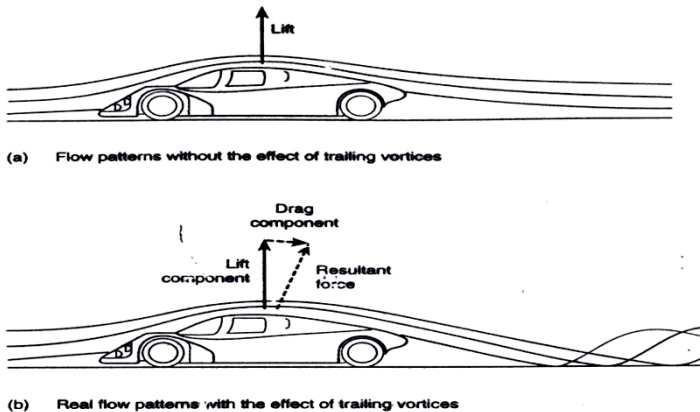 Lift
(a) Flow patterns without the effect of trailing vortices
Drag
component
Lift
component
Resultant
force
(b) Real flow patterns with the effect of trailing vortices